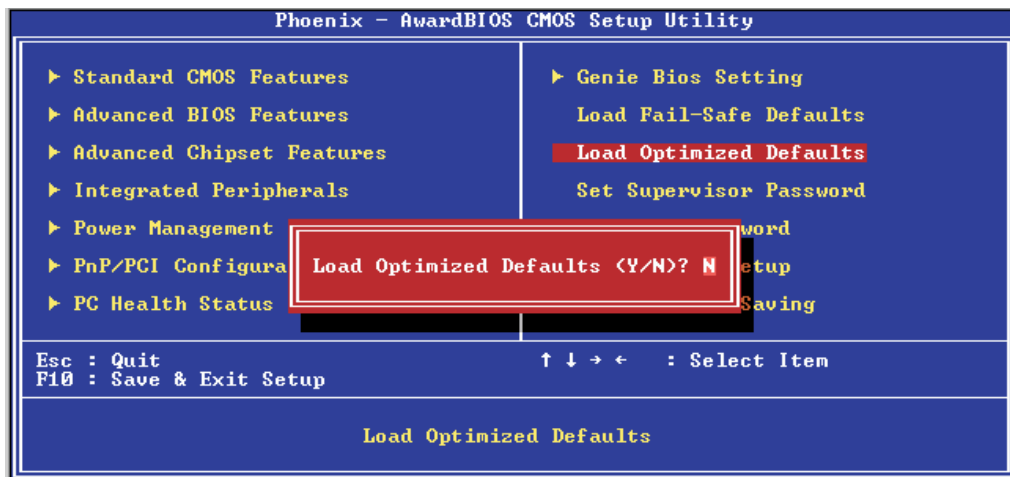 Phoenix - AwardBIOS CMOS Setup Utility
▶ Standard CMOS Features
▶ Advanced BIOS Features
▶ Advanced Chipset Features
▶ Integrated Peripherals
▶ Power Management
▶ PnP/PCI Configura
▶ PC Health Status
▶ Genie Bios Setting
Load Fail-Safe Defaults
Load Optimized Defaults
Set Supervisor Password
word
etup
Saving
Load Optimized Defaults (Y/N)? N
Esc : Quit
F10 : Save & Exit Setup
↑ ↓ → ← : Select Item
Load Optimized Defaults